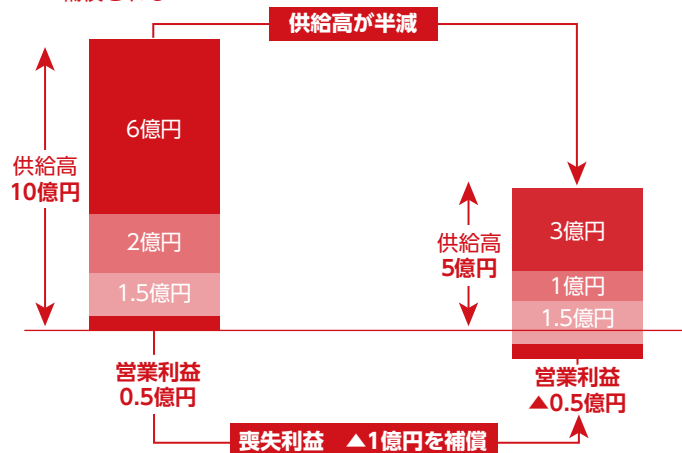 供給高が半減
供給高
10億円
6億円
2億円
1.5億円
営業利益
0.5億円
供給高
5億円
3億円
1億円
1.5億円
営業利益
▲0.5億円
喪失利益　▲1億円を補償